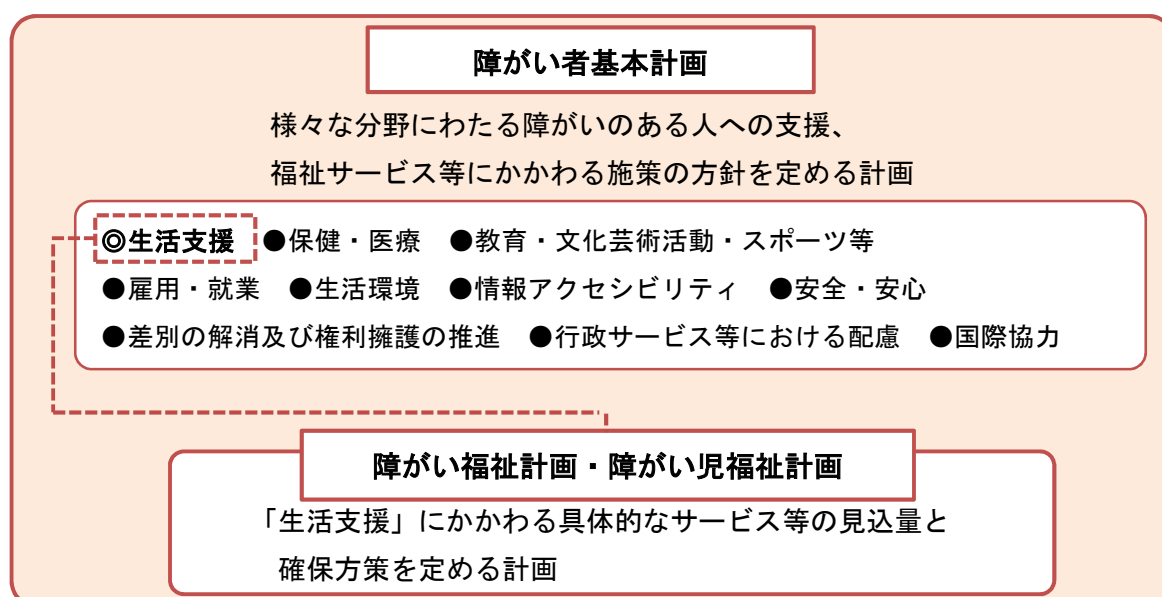 障がい者基本計画
様々な分野にわたる障がいのある人への支援、
福祉サービス等にかかわる施策の方針を定める計画
◎生活支援 ●保健・医療 ●教育・文化芸術活動・スポーツ等
●雇用・就業 ●生活環境 ●情報アクセシビリティ ●安全・安心
●差別の解消及び権利擁護の推進 ●行政サービス等における配慮 ●国際協力
障がい福祉計画・障がい児福祉計画
「生活支援」にかかわる具体的なサービス等の見込量と
確保方策を定める計画